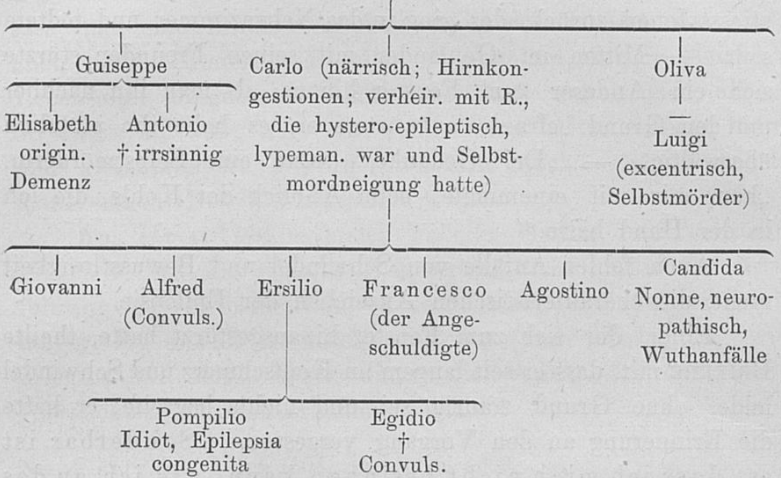 Guiseppe
Elisabeth
origin.
Demenz
Antonio
† irrsinnig
Carlo (närrisch; Hirnkon-
gestionen; verheir. mit R.,
die hystero-epileptisch,
lypeman. war und Selbst-
mordneigung hatte)
Oliva
Luigi
(excentrisch,
Selbstmörder)
Giovanni
Alfred
(Convuls.)
Ersilio
Francesco
(der Ange-
schuldigte)
Agostino
Candida
Nonne, neuro-
pathisch,
Wuthanfälle
Pompilio
Idiot, Epilepsia
congenita
Egidio
†
Convuls.